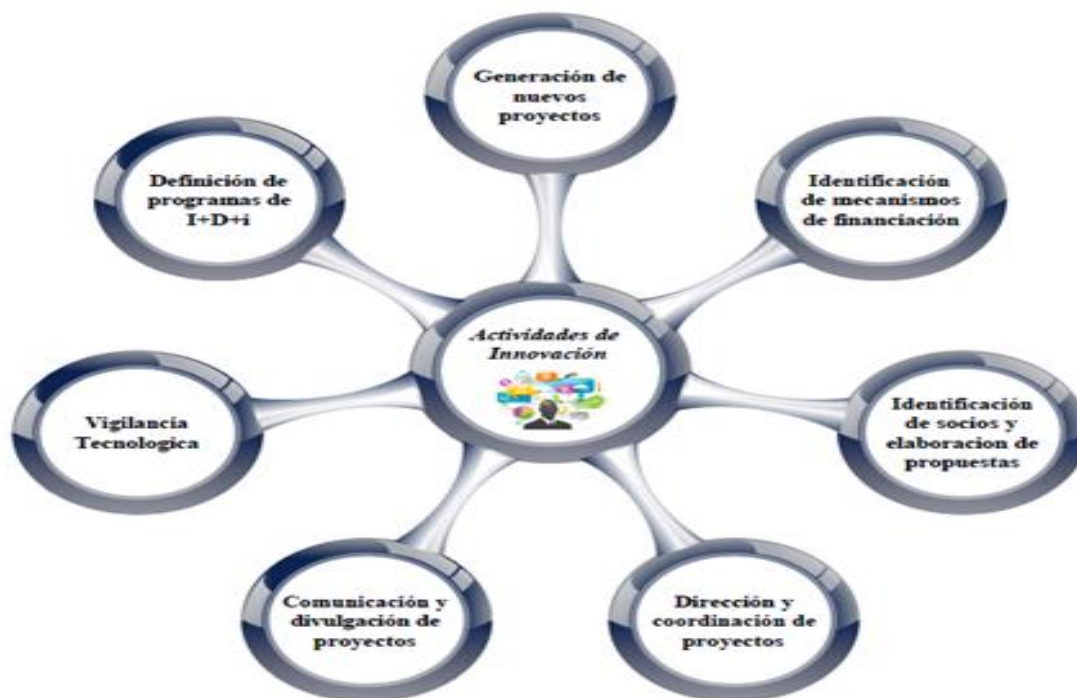 Generación de
nuevos
proyectos
Identificación
de mecanismos
de financiación
Identificación
de socios y
elaboracion de
propuestas
Dirección y
coordinación de
proyectos
Comunicación y
divulgación de
proyectos
Vigilancia
Tecnologica
Definición de
programas de
I+D+i
Actividades de
Innovación